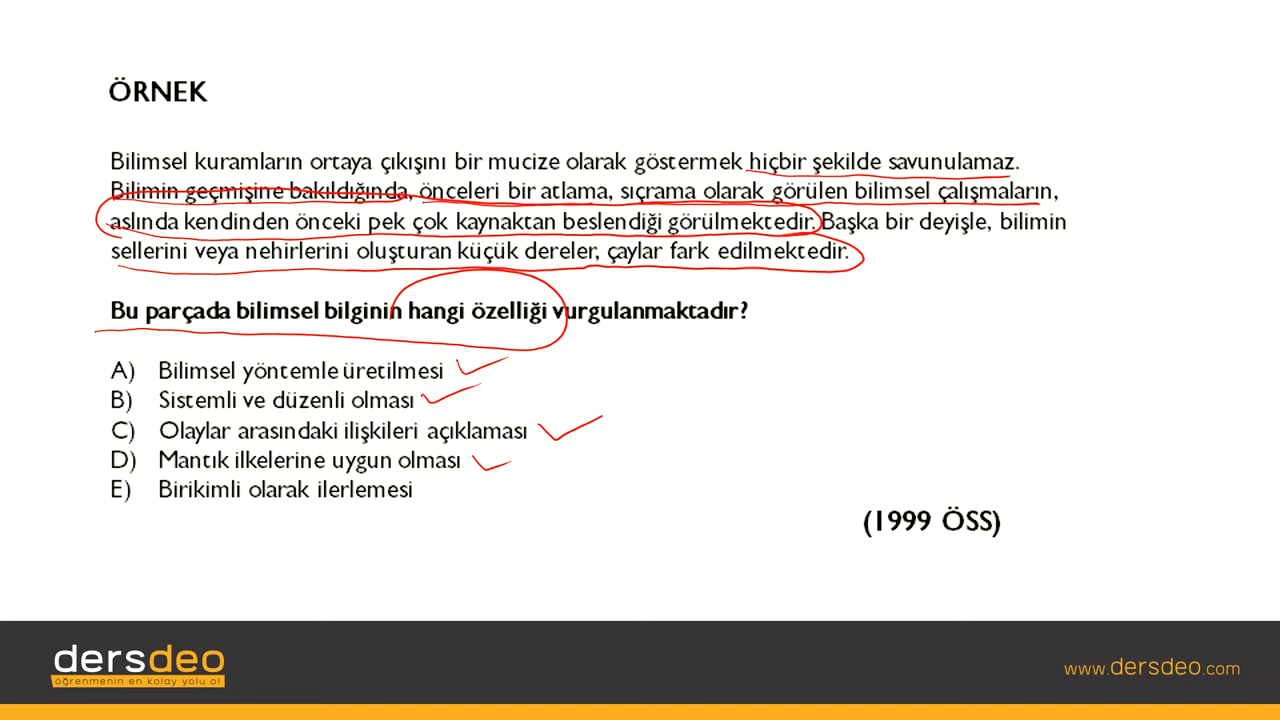 ÖRNEK
Bilimsel kuramların ortaya çıkışını bir mucize olarak göstermek hiçbir şekilde savunulamaz.
Bilimin geçmişine bakıldığında, önceleri bir atlama, sıçrama olarak görülen bilimsel çalışmaların,
aslında kendinden önceki pek çok kaynaktan beslendiği görülmektedir. Başka bir deyişle, bilimin
sellerini veya nehirlerini oluşturan küçük dereler, çaylar fark edilmektedir.
Bu parçada bilimsel bilginin hangi özelliği vurgulanmaktadır?
A) Bilimsel yöntemle üretilmesi
B) Sistemli ve düzenli olması
C) Olaylar arasındaki ilişkileri açıklaması
D) Mantık ilkelerine uygun olması
E) Birikimli olarak ilerlemesi
(1999 ÖSS)
dersdeo
öğrenmenin en kolay yolu o!
www.dersdeo.com